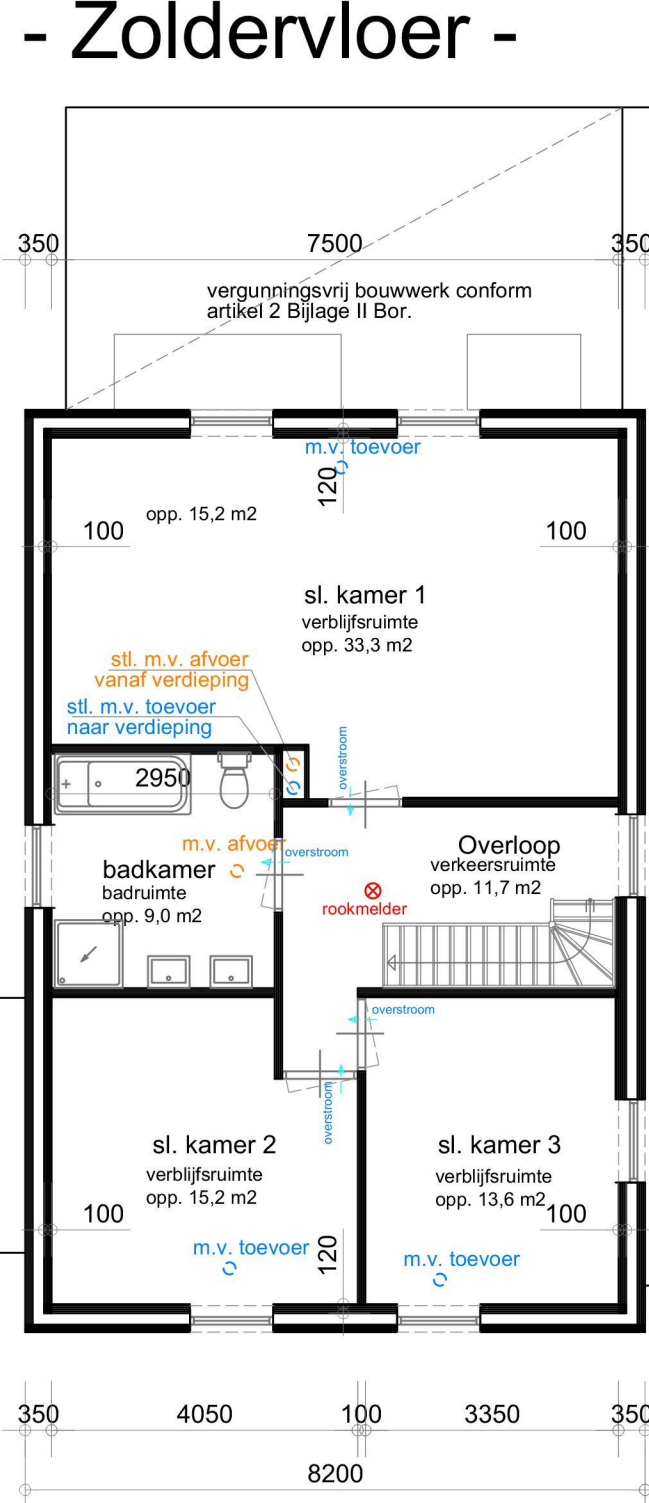 - Zoldervloer -
350
7500
350
vergunningsvrij bouwwerk conform
artikel 2 Bijlage II Bor.
m.v. toevoer
120
opp. 15,2 m2
100
100
sl. kamer 1
verblijfsruimte
opp. 33,3 m2
stl. m.v. afvoer
vanaf verdieping
stl. m.v. toevoer
naar verdieping
overstroom
2950
m.v. afvoer
overstroom
badkamer
badruimte
opp. 9,0 m2
Overloop
verkeersruimte
opp. 11,7 m2
rookmelder
overstroom
overstroom
sl. kamer 2
verblijfsruimte
opp. 15,2 m2
sl. kamer 3
verblijfsruimte
opp. 13,6 m2
100
100
m.v. toevoer
120
m.v. toevoer
350
4050
100
3350
350
8200